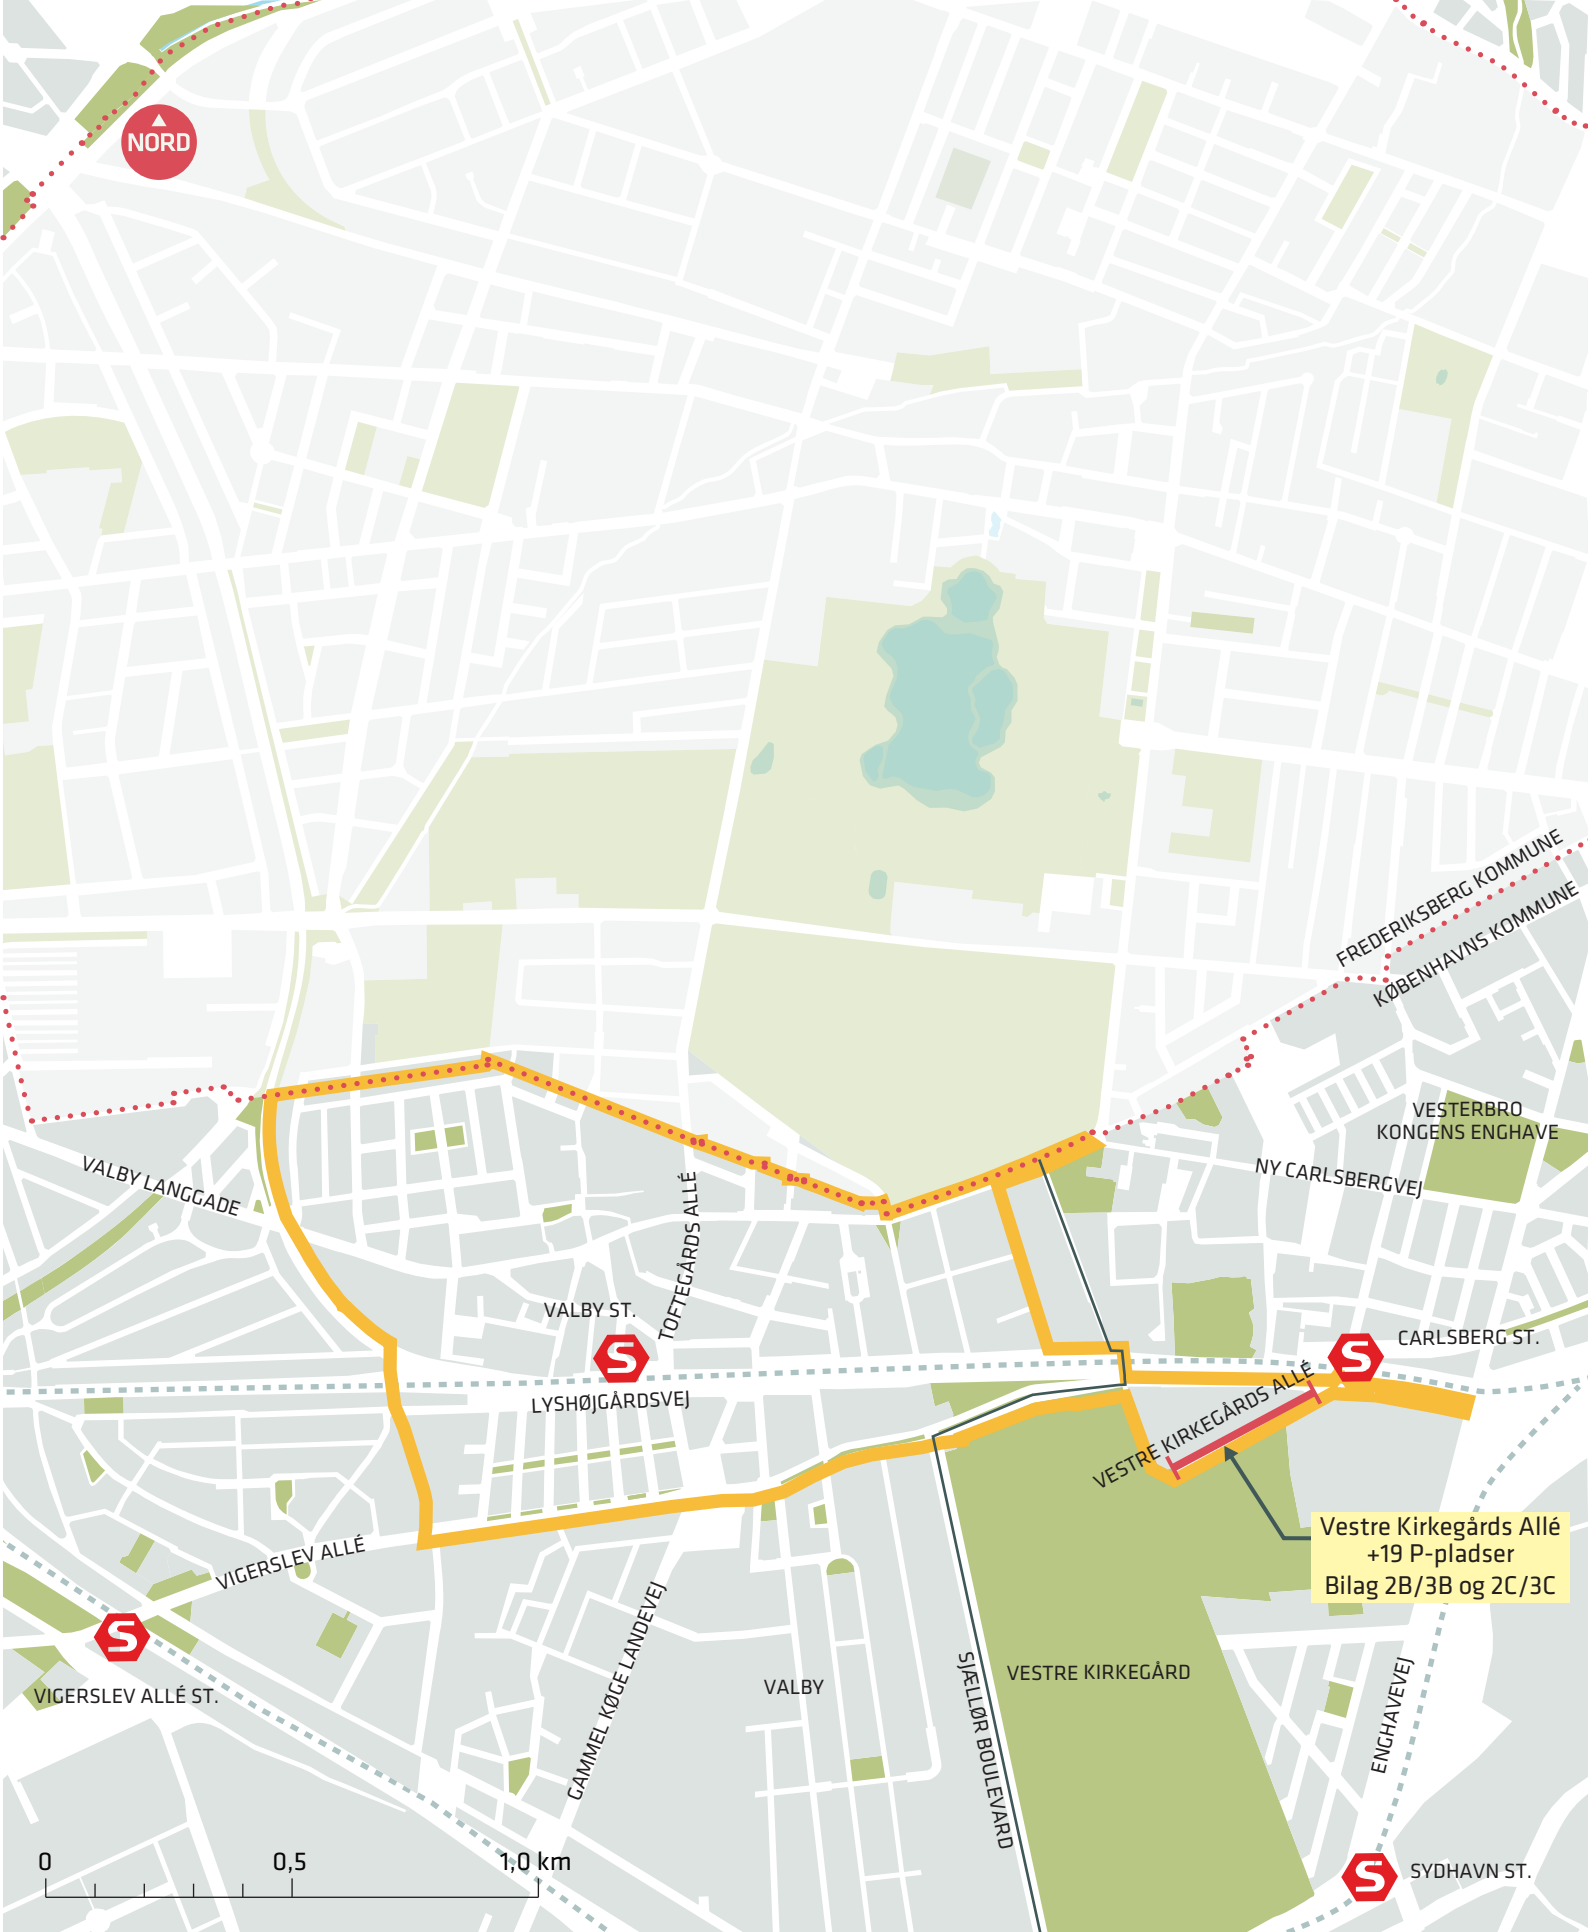 NORD
FREDERIKSBERG KOMMUNE
KØBENHAVNS KOMMUNE
VESTERBRO
KONGENS ENGHAVE
NY CARLSBERGVEJ
VALBY LANGGADE
TOFTEGÅRDS ALLÉ
VALBY ST.
S
S
CARLSBERG ST.
LYSHØJGÅRDSVEJ
VESTRE KIRKEGÅRDS ALLÉ
Vestre Kirkegårds Allé
+19 P-pladser
Bilag 2B/3B og 2C/3C
VIGERSLEV ALLÉ
S
VIGERSLEV ALLÉ ST.
GAMMEL KØGE LANDEVEJ
VALBY
SJÆLLØR BOULEVARD
VESTRE KIRKEGÅRD
ENGHAVEVEJ
0 0,5 1,0 km
S
SYDHAVN ST.